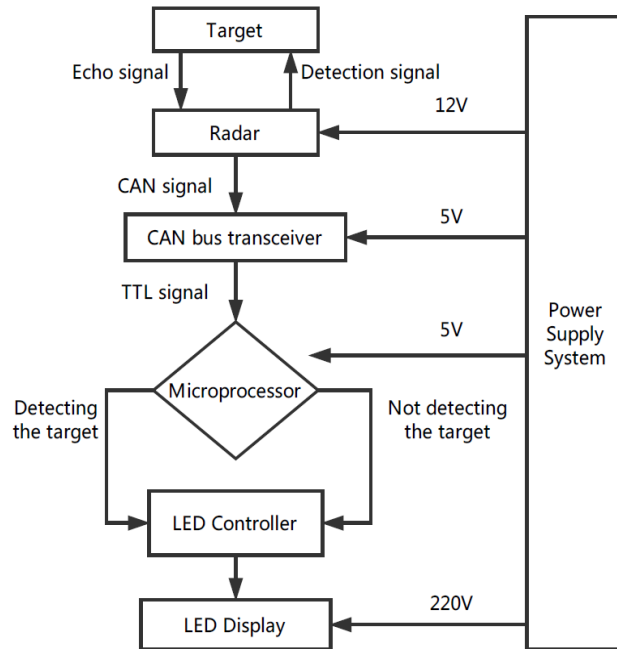 Target
Echo signal
Detection signal
12V
Radar
CAN signal
5V
CAN bus transceiver
TTL signal
5V
Power
Supply
System
Microprocessor
Detecting
the target
Not detecting
the target
LED Controller
220V
LED Display